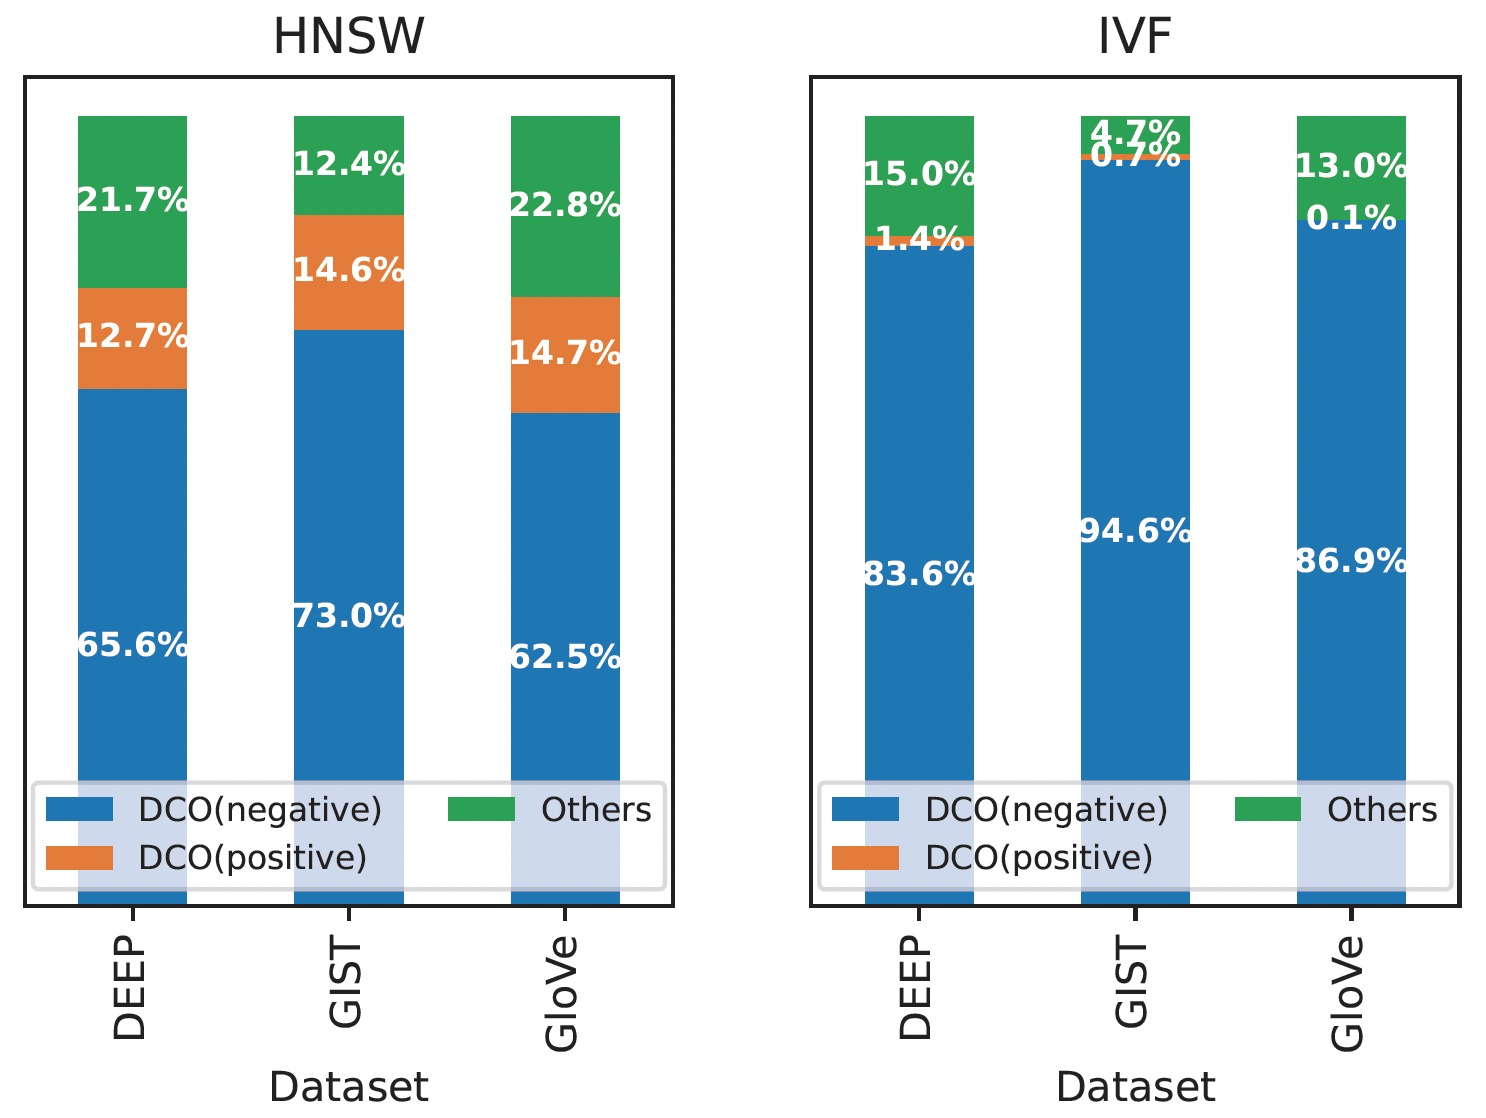 HNSW
21.7%
12.4%
22.8%
12.7%
14.6%
14.7%
65.6%
73.0%
62.5%
DCO(negative)
DCO(positive)
Others
DEEP
GIST
GloVe
Dataset
IVF
15.0%
4.7%
13.0%
1.4%
0.7%
0.1%
83.6%
94.6%
86.9%
DCO(negative)
DCO(positive)
Others
DEEP
GIST
GloVe
Dataset